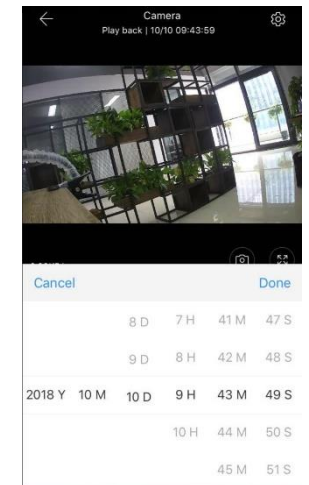 Camera
Play back | 10/10 09:43:59
Cancel Done
8 D 7 H 41 M 47 S
9 D 8 H 42 M 48 S
2018 Y 10 M 10 D 9 H 43 M 49 S
10 H 44 M 50 S
45 M 51 S